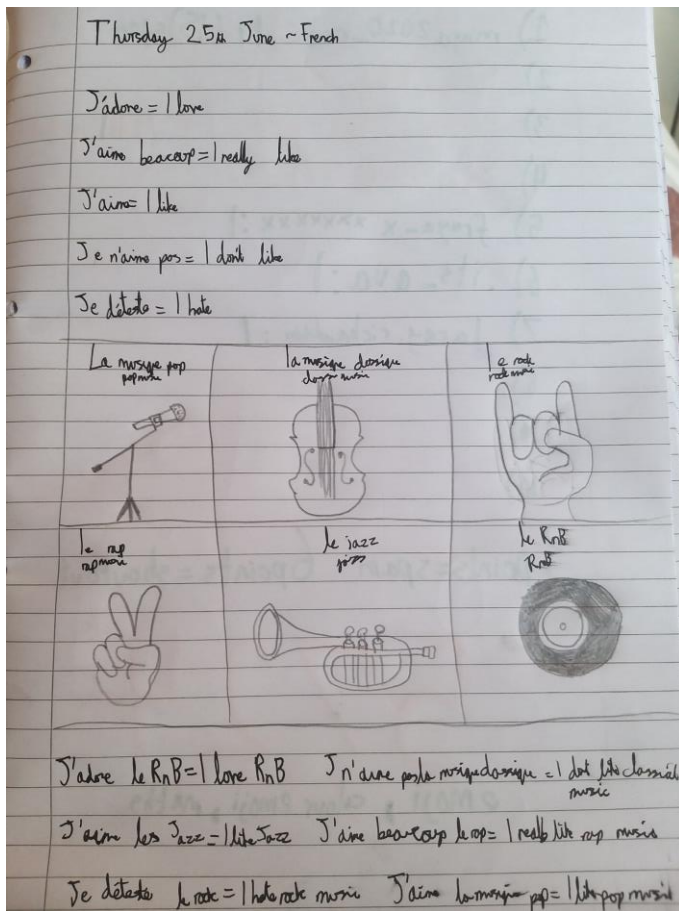 Thursday 25th June ~ French
J'adore = I love
J'aime beacoup = I really like
J'aime = I like
Je n'aime pas = I don't like
Je déteste = I hate
La musique pop
pop music
la musique classique
music
le rock
rock music
le rap
rap music
le jazz
jazz
le RnB
RnB
J'adore le RnB = I love RnB
J n'aime pas la musique classique = I dont like classical
music
J'aime les Jazz = I like Jazz
J'aime beaucoup le rap = I really like rap music
Je déteste le rock = I hate rock music
J'aime la musique pop = I like pop music